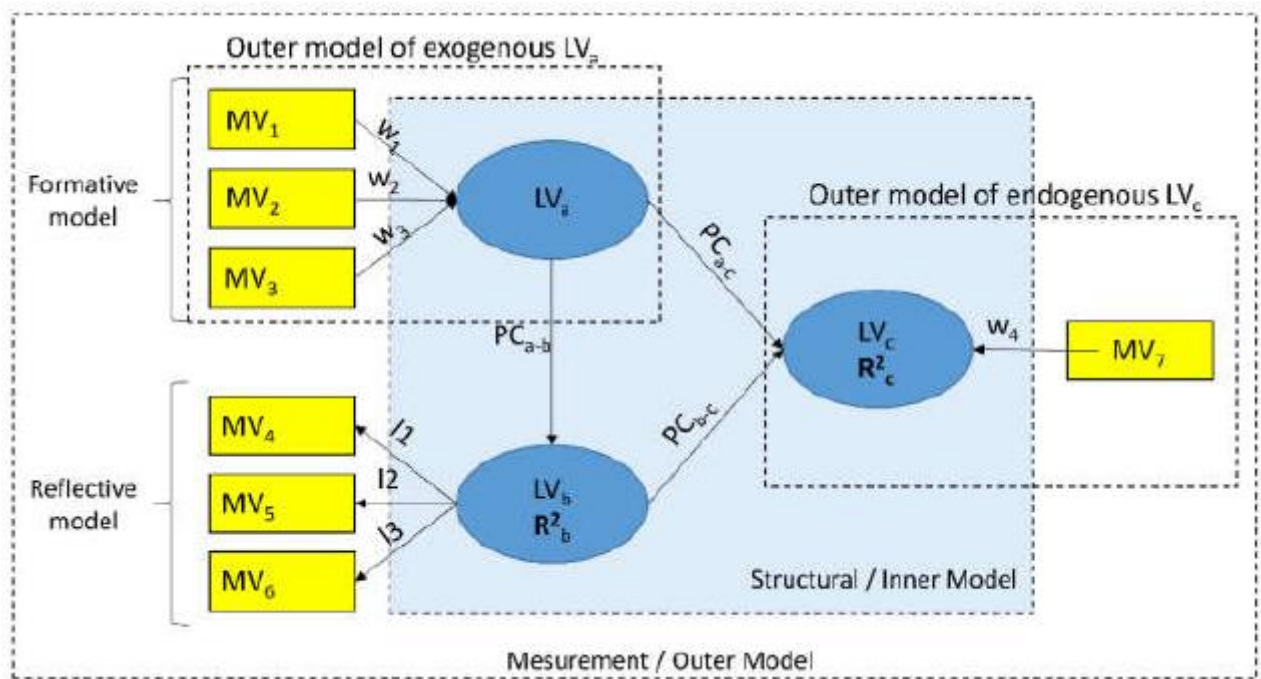 Outer model of exogenous LVₐ
Formative
model
MV₁
MV₂
MV₃
w₁
w₂
w₃
LVₐ
PCₐ₋c
PCₐ₋b
Outer model of endogenous LVc
LVc
R²c
w₄
MV₇
Reflective
model
MV₄
MV₅
MV₆
l1
l2
l3
LVb
R²b
PCb-c
Structural / Inner Model
Mesurement / Outer Model